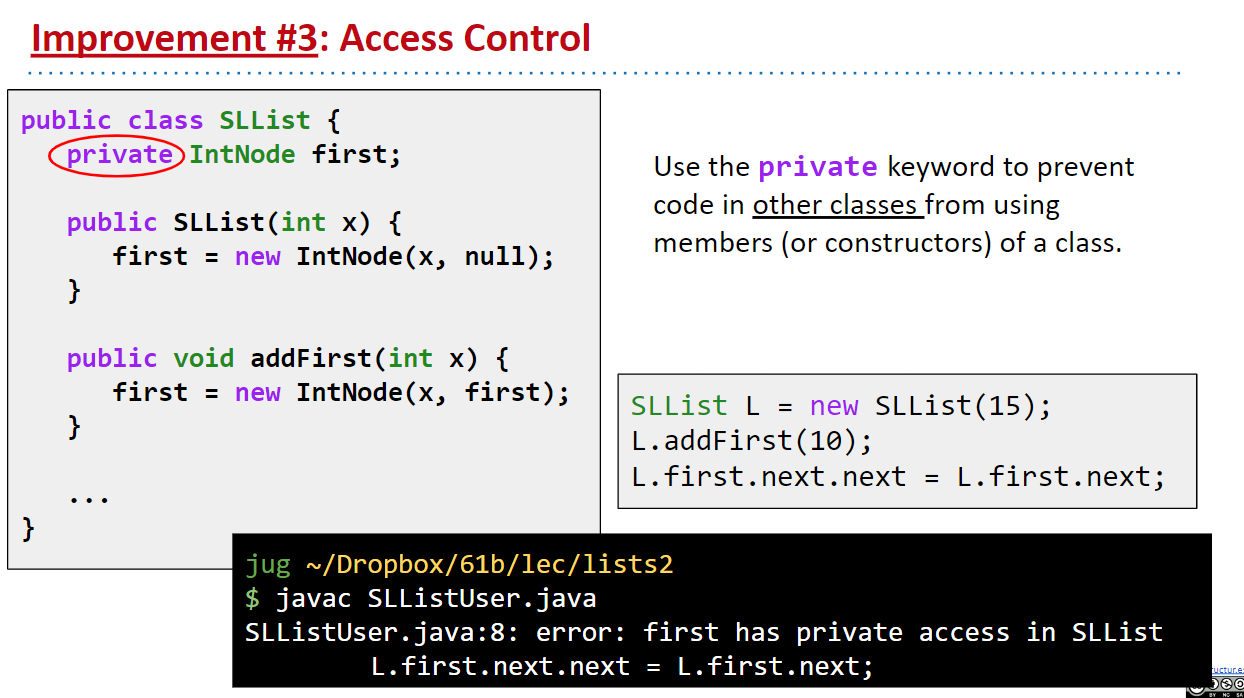 Improvement #3: Access Control
public class SLList {
private IntNode first;
public SLList(int x) {
first = new IntNode(x, null);
}
public void addFirst(int x) {
first = new IntNode(x, first);
}
...
}
Use the private keyword to prevent
code in other classes from using
members (or constructors) of a class.
SLList L = new SLList(15);
L.addFirst(10);
L.first.next.next = L.first.next;
jug ~/Dropbox/61b/lec/lists2
$ javac SLListUser.java
SLListUser.java:8: error: first has private access in SLList
L.first.next.next = L.first.next;
BY NC SA